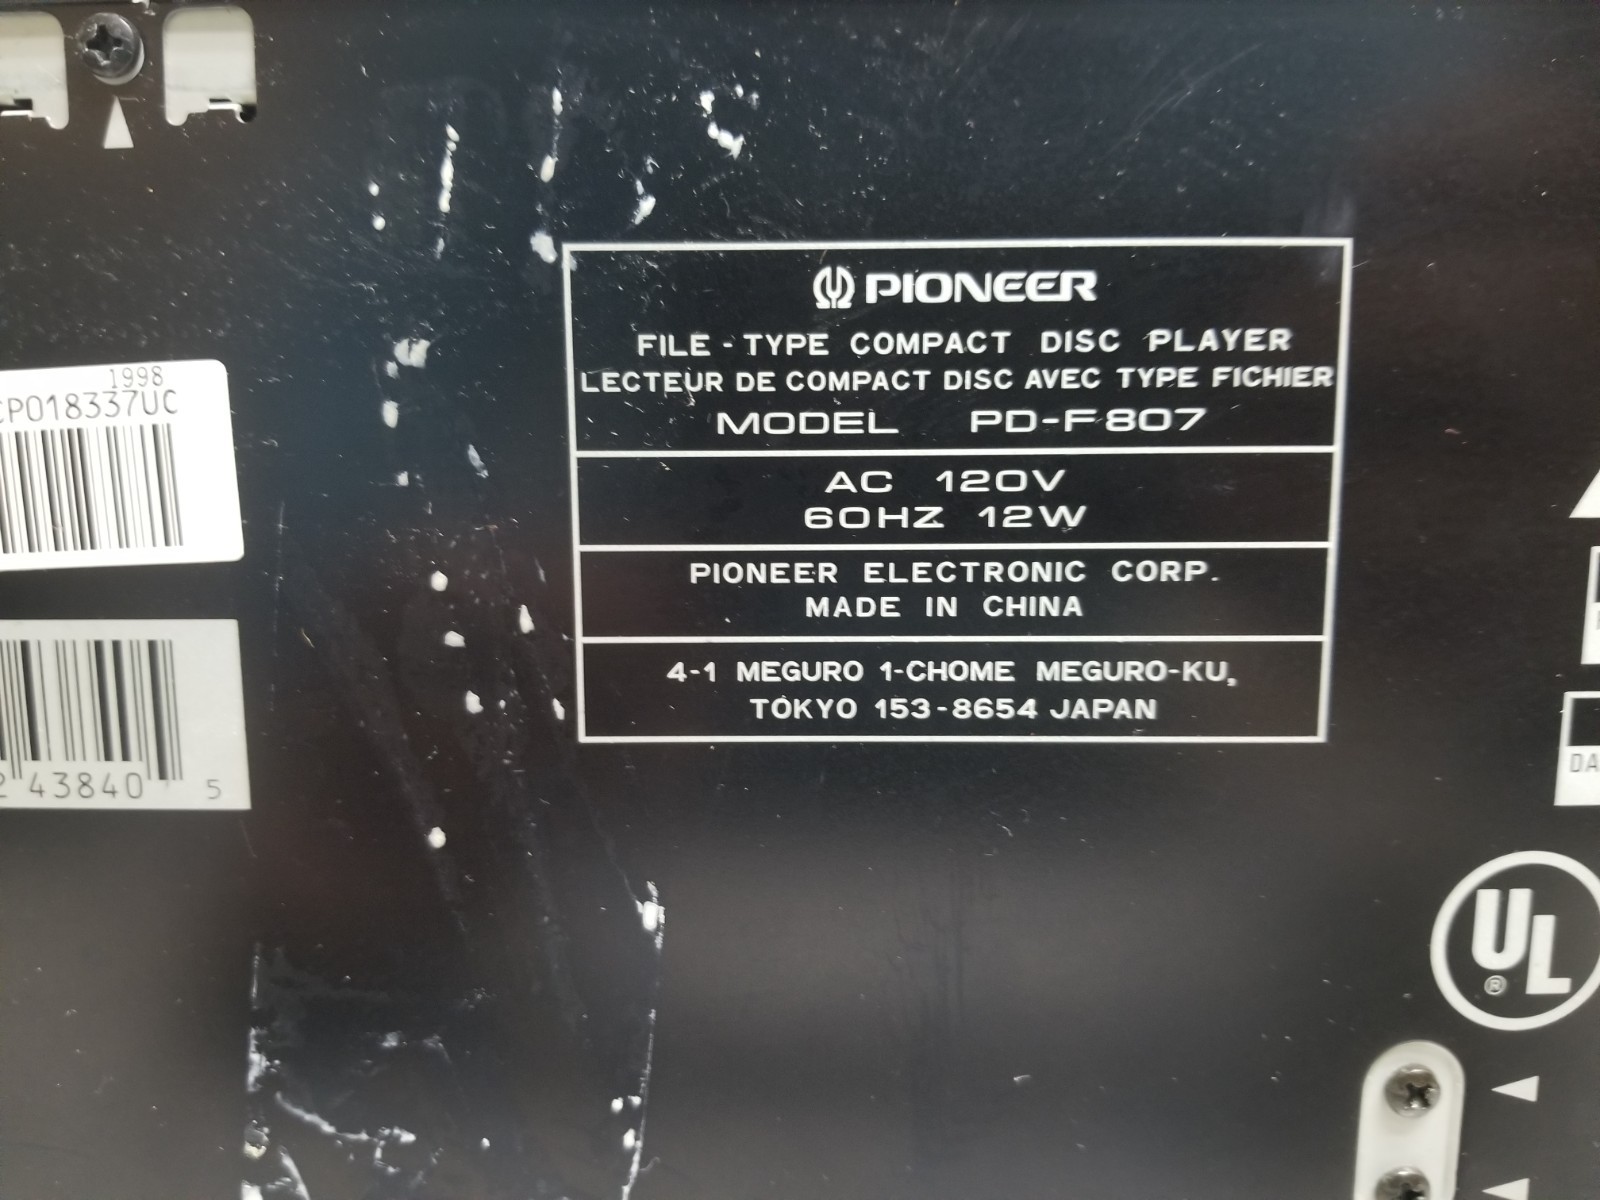 1998
CP018337UC
2 43840 5
PIONEER
FILE - TYPE COMPACT DISC PLAYER
LECTEUR DE COMPACT DISC AVEC TYPE FICHIER
MODEL PD-F807
AC 120V
60HZ 12W
PIONEER ELECTRONIC CORP.
MADE IN CHINA
4-1 MEGURO 1-CHOME MEGURO-KU,
TOKYO 153-8654 JAPAN
DA
UL
®